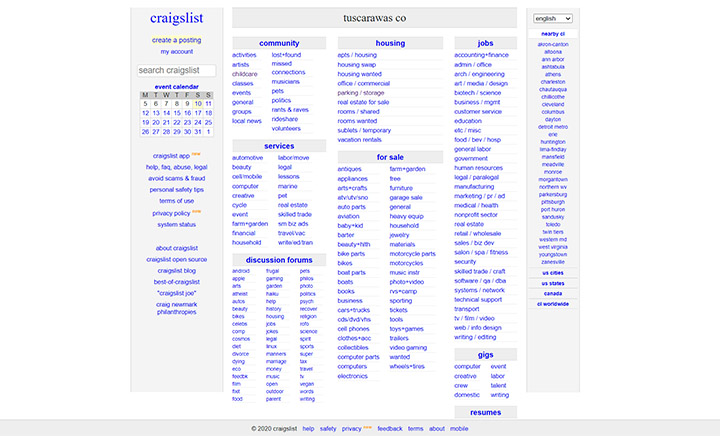 craigslist
create a posting
my account
search craigslist
event calendar
M T W T F S S
5 6 7 8 9 10 11
12 13 14 15 16 17 18
19 20 21 22 23 24 25
26 27 28 29 30 31 1
craigslist app new
help, faq, abuse, legal
avoid scams & fraud
personal safety tips
terms of use
privacy policy new
system status
about craigslist
craigslist open source
craigslist blog
best-of-craigslist
"craigslist joe"
craig newmark
philanthropies
tuscarawas co
community
activities lost+found
artists missed
childcare connections
classes musicians
events pets
general politics
groups rants & raves
local news rideshare
volunteers
services
automotive labor/move
beauty legal
cell/mobile lessons
computer marine
creative pet
cycle real estate
event skilled trade
farm+garden sm biz ads
financial travel/vac
household write/ed/tran
discussion forums
android frugal pets
apple gaming philos
arts garden photo
atheist haiku politics
autos help psych
beauty history recover
bikes housing religion
celebs jobs rofo
comp jokes science
cosmos legal spirit
diet linux sports
divorce manners super
dying marriage tax
eco money travel
feedbk music tv
film open vegan
fixit outdoor words
food parent writing
housing
apts / housing
housing swap
housing wanted
office / commercial
parking / storage
real estate for sale
rooms / shared
rooms wanted
sublets / temporary
vacation rentals
for sale
antiques farm+garden
appliances free
arts+crafts furniture
atv/utv/sno garage sale
auto parts general
aviation heavy equip
baby+kid household
barter jewelry
beauty+hlth materials
bike parts motorcycle parts
bikes motorcycles
boat parts music instr
boats photo+video
books rvs+camp
business sporting
cars+trucks tickets
cds/dvd/vhs tools
cell phones toys+games
clothes+acc trailers
collectibles video gaming
computer parts wanted
computers wheels+tires
electronics
jobs
accounting+finance
admin / office
arch / engineering
art / media / design
biotech / science
business / mgmt
customer service
education
etc / misc
food / bev / hosp
general labor
government
human resources
legal / paralegal
manufacturing
marketing / pr / ad
medical / health
nonprofit sector
real estate
retail / wholesale
sales / biz dev
salon / spa / fitness
security
skilled trade / craft
software / qa / dba
systems / network
technical support
transport
tv / film / video
web / info design
writing / editing
gigs
computer event
creative labor
crew talent
domestic writing
resumes
english
nearby cl
akron-canton
altoona
ann arbor
ashtabula
athens
charleston
chautauqua
chillicothe
cleveland
columbus
dayton
detroit metro
erie
huntington
lima-findlay
mansfield
meadville
monroe
morgantown
northern wv
parkersburg
pittsburgh
port huron
sandusky
toledo
twin tiers
western md
west virginia
youngstown
zanesville
us cities
us states
canada
cl worldwide
© 2020 craigslist help safety privacy new feedback terms about mobile